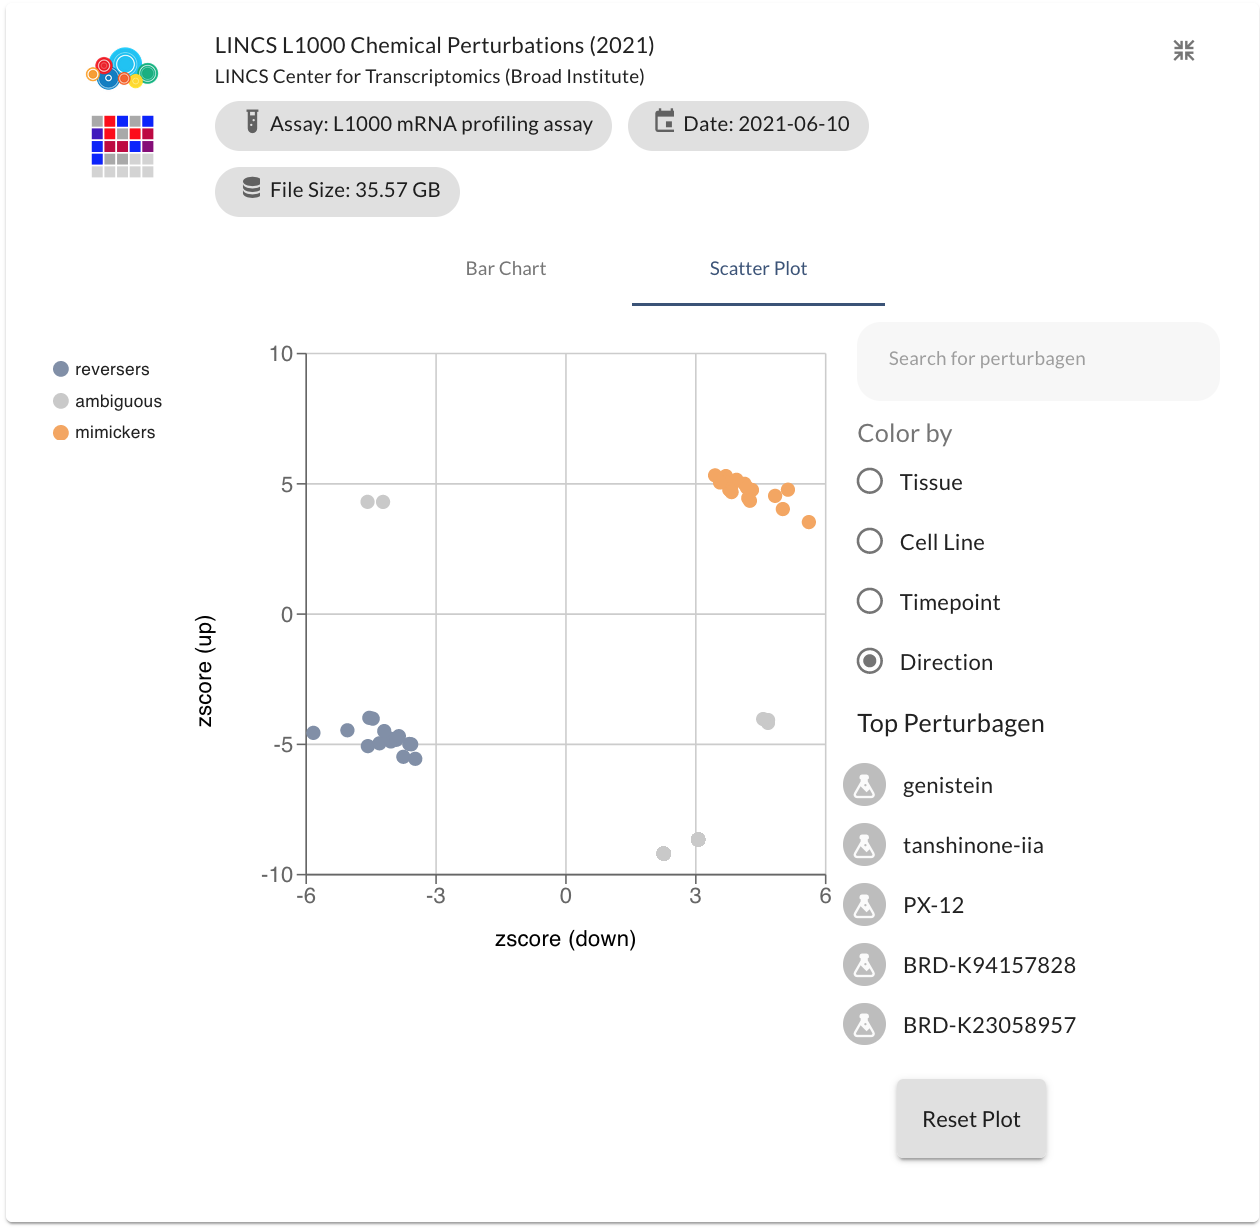 LINCS L1000 Chemical Perturbations (2021)
LINCS Center for Transcriptomics (Broad Institute)
Assay: L1000 mRNA profiling assay
Date: 2021-06-10
File Size: 35.57 GB
Bar Chart
Scatter Plot
reversers
ambiguous
mimickers
10
5
0
-5
-10
-6
-3
0
3
6
zscore (up)
zscore (down)
Search for perturbagen
Color by
Tissue
Cell Line
Timepoint
Direction
Top Perturbagen
genistein
tanshinone-iia
PX-12
BRD-K94157828
BRD-K23058957
Reset Plot